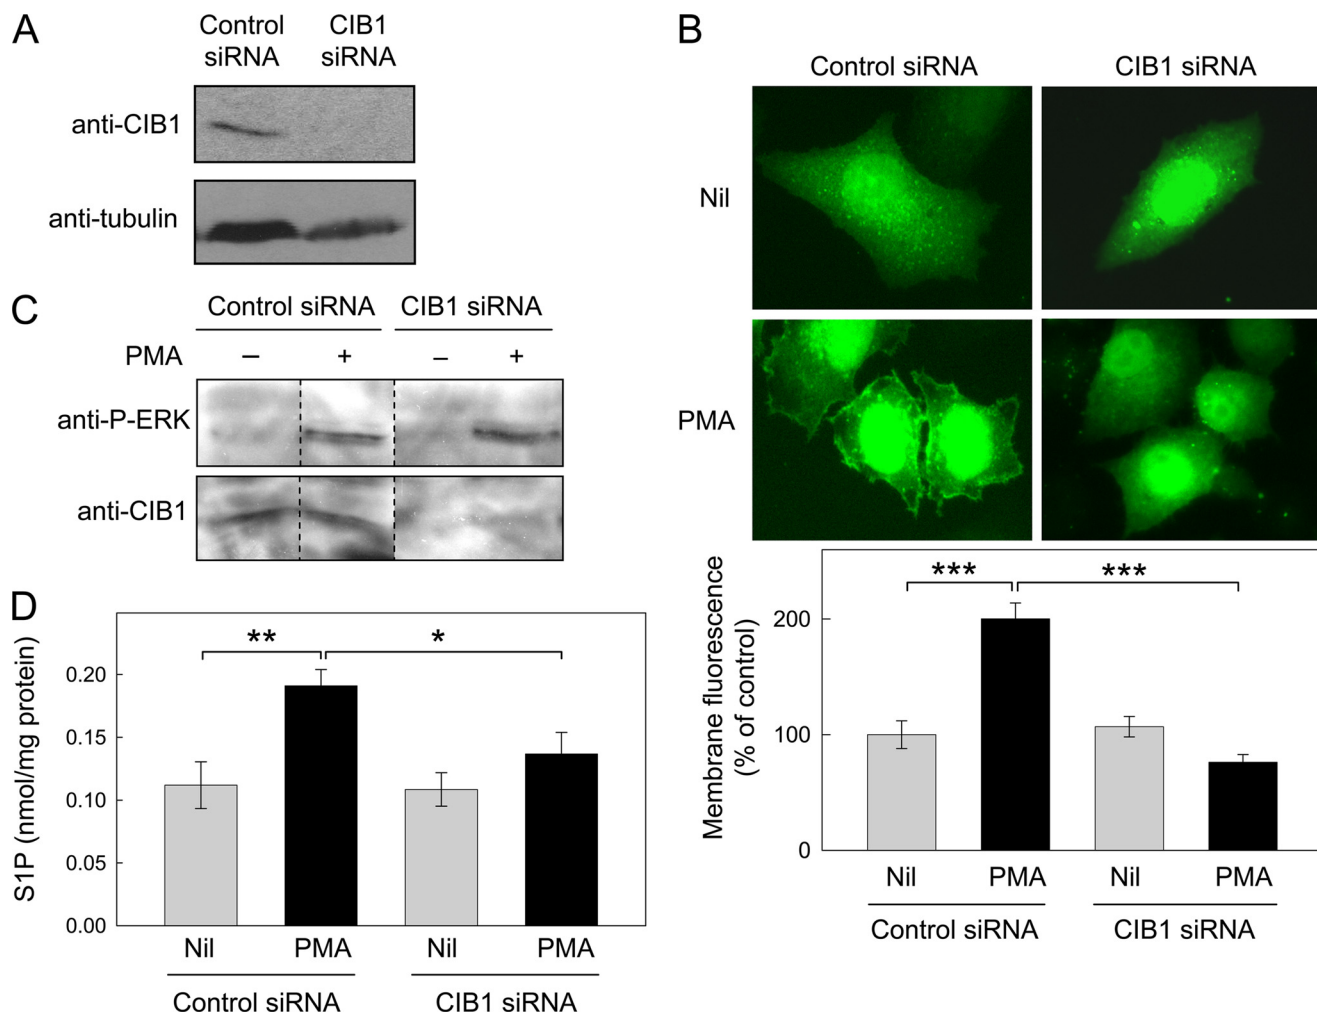 A
Control siRNA
CIB1 siRNA
anti-CIB1
anti-tubulin
B
Control siRNA
CIB1 siRNA
Nil
PMA
Membrane fluorescence (% of control)
200
100
0
***
***
Nil
PMA
Nil
PMA
Control siRNA
CIB1 siRNA
C
Control siRNA
CIB1 siRNA
PMA
–
+
–
+
anti-P-ERK
anti-CIB1
D
S1P (nmol/mg protein)
0.20
0.15
0.10
0.05
0.00
**
*
Nil
PMA
Nil
PMA
Control siRNA
CIB1 siRNA